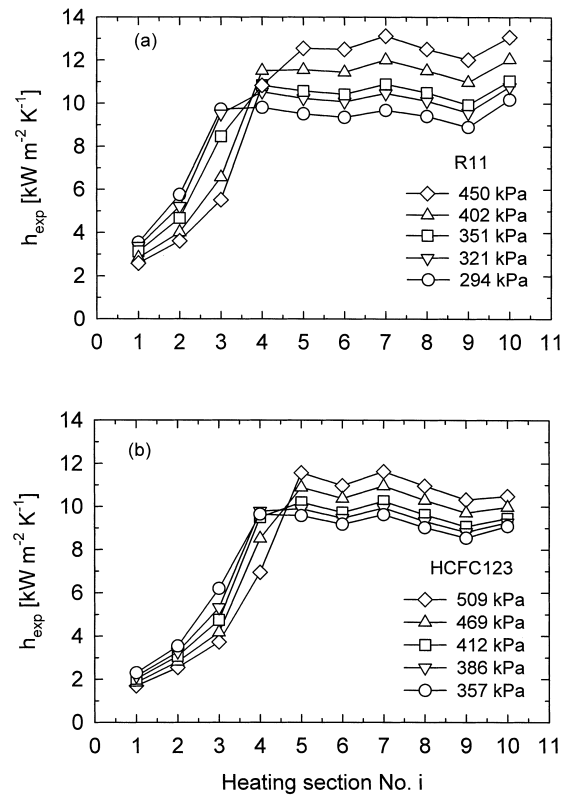 14
12
10
8
6
4
2
0
h_exp [kW m⁻² K⁻¹]
(a)
R11
450 kPa
402 kPa
351 kPa
321 kPa
294 kPa
0 1 2 3 4 5 6 7 8 9 10 11
14
12
10
8
6
4
2
0
h_exp [kW m⁻² K⁻¹]
(b)
HCFC123
509 kPa
469 kPa
412 kPa
386 kPa
357 kPa
0 1 2 3 4 5 6 7 8 9 10 11
Heating section No. i